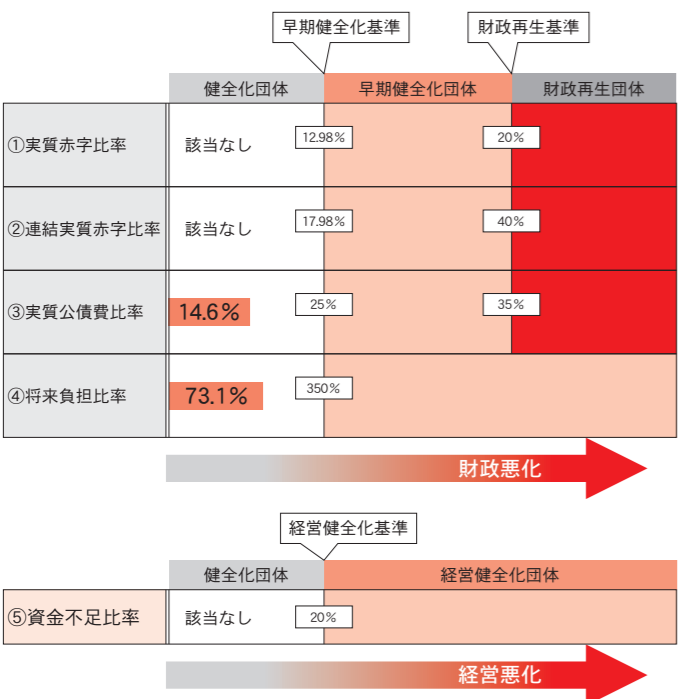 早期健全化基準
財政再生基準
健全化団体
早期健全化団体
財政再生団体
①実質赤字比率
該当なし
12.98%
20%
②連結実質赤字比率
該当なし
17.98%
40%
③実質公債費比率
14.6%
25%
35%
④将来負担比率
73.1%
350%
財政悪化
経営健全化基準
健全化団体
経営健全化団体
⑤資金不足比率
該当なし
20%
経営悪化